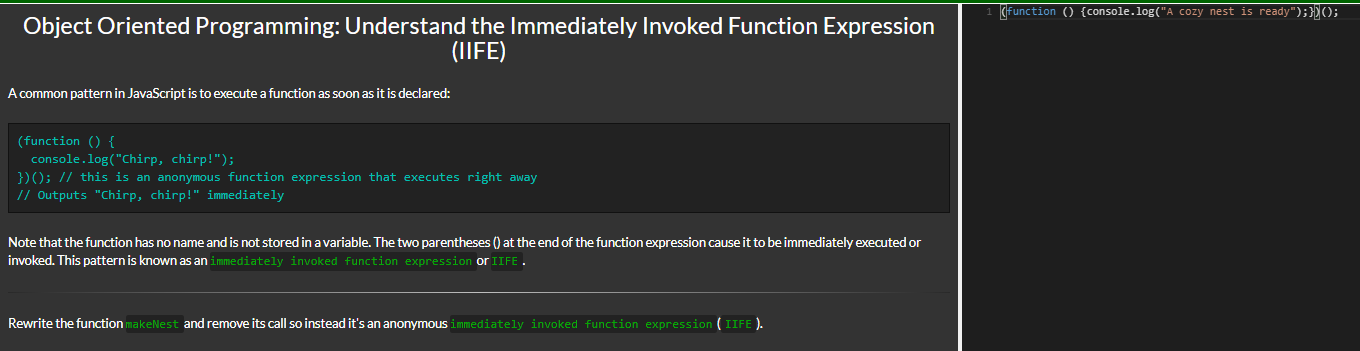 Object Oriented Programming: Understand the Immediately Invoked Function Expression
(IIFE)
A common pattern in JavaScript is to execute a function as soon as it is declared:
(function () {
  console.log("Chirp, chirp!");
})(); // this is an anonymous function expression that executes right away
// Outputs "Chirp, chirp!" immediately
Note that the function has no name and is not stored in a variable. The two parentheses () at the end of the function expression cause it to be immediately executed or
invoked. This pattern is known as an immediately invoked function expression or IIFE .
Rewrite the function makeNest and remove its call so instead it's an anonymous immediately invoked function expression ( IIFE ).
1 (function () {console.log("A cozy nest is ready");})();